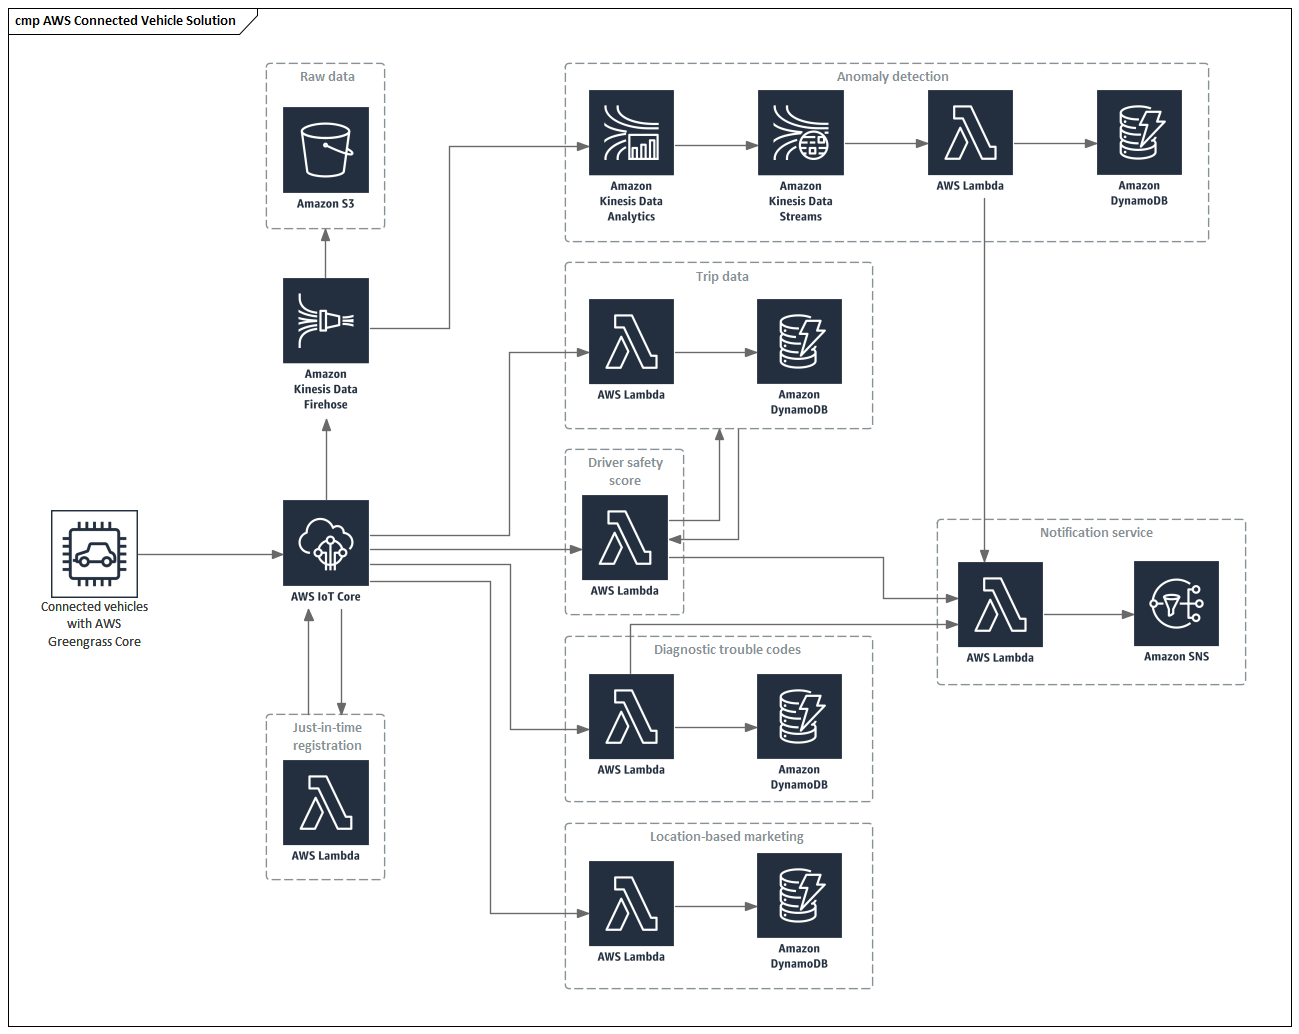 cmp AWS Connected Vehicle Solution
Raw data
Amazon S3
Anomaly detection
Amazon
Kinesis Data
Analytics
Amazon
Kinesis Data
Streams
AWS Lambda
Amazon
DynamoDB
Amazon
Kinesis Data
Firehose
Trip data
AWS Lambda
Amazon
DynamoDB
Driver safety
score
AWS Lambda
Connected vehicles
with AWS
Greengrass Core
AWS IoT Core
Notification service
AWS Lambda
Amazon SNS
Diagnostic trouble codes
AWS Lambda
Amazon
DynamoDB
Just-in-time
registration
AWS Lambda
Location-based marketing
AWS Lambda
Amazon
DynamoDB